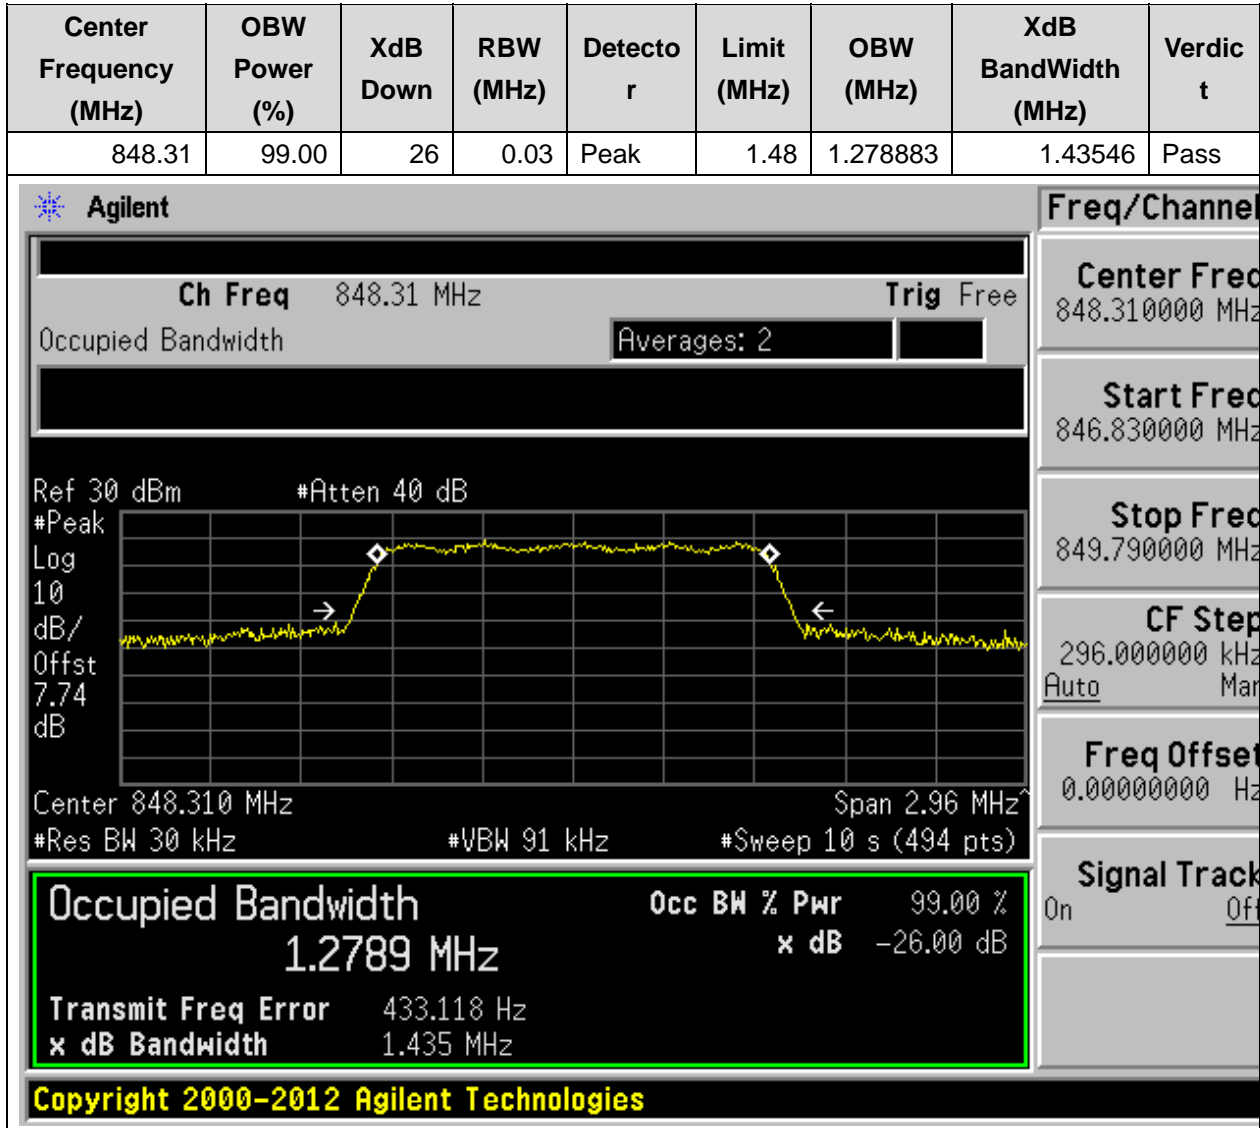 Center Frequency (MHz) OBW Power (%) XdB Down RBW (MHz) Detector Limit (MHz) OBW (MHz) XdB BandWidth (MHz) Verdict
848.31 99.00 26 0.03 Peak 1.48 1.278883 1.43546 Pass
Agilent
Freq/Channel
Ch Freq 848.31 MHz Trig Free
Occupied Bandwidth Averages: 2
Center Freq
848.310000 MHz
Start Freq
846.830000 MHz
Stop Freq
849.790000 MHz
CF Step
296.000000 kHz
Auto Man
Freq Offset
0.00000000 Hz
Signal Track
On Off
Ref 30 dBm #Atten 40 dB
#Peak
Log
10
dB/
Offst
7.74
dB
Center 848.310 MHz Span 2.96 MHz^
#Res BW 30 kHz #VBW 91 kHz #Sweep 10 s (494 pts)
Occupied Bandwidth Occ BW % Pwr 99.00 %
1.2789 MHz x dB -26.00 dB
Transmit Freq Error 433.118 Hz
x dB Bandwidth 1.435 MHz
Copyright 2000-2012 Agilent Technologies